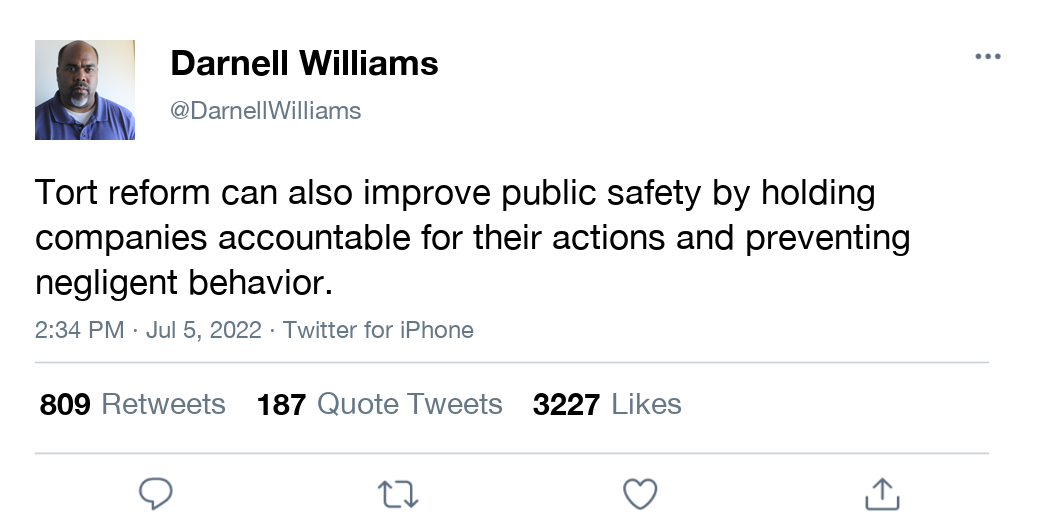 Darnell Williams
@DarnellWilliams
Tort reform can also improve public safety by holding
companies accountable for their actions and preventing
negligent behavior.
2:34 PM · Jul 5, 2022 · Twitter for iPhone
809 Retweets 187 Quote Tweets 3227 Likes